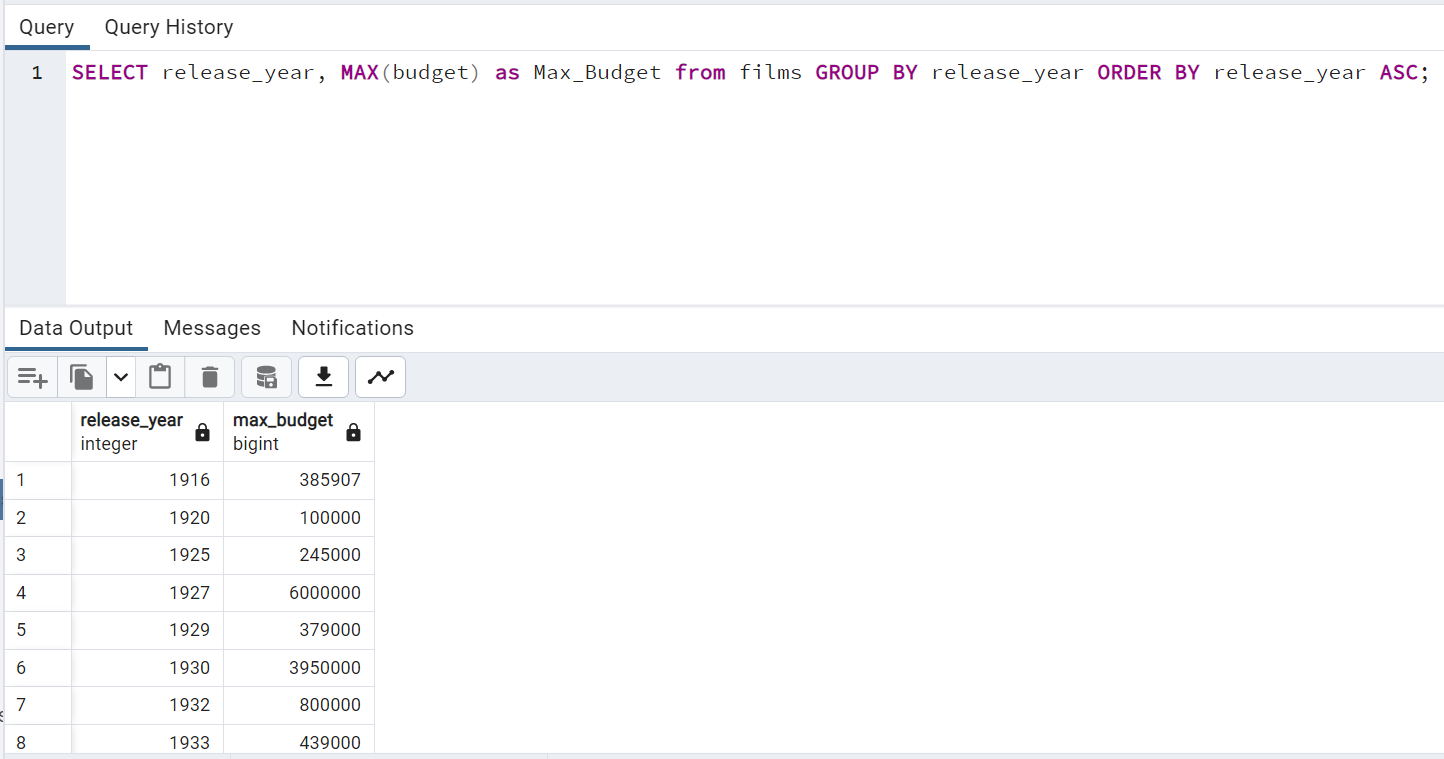 Query Query History
1 SELECT release_year, MAX(budget) as Max_Budget from films GROUP BY release_year ORDER BY release_year ASC;
Data Output Messages Notifications
release_year max_budget
integer bigint
1 1916 385907
2 1920 100000
3 1925 245000
4 1927 6000000
5 1929 379000
6 1930 3950000
7 1932 800000
8 1933 439000